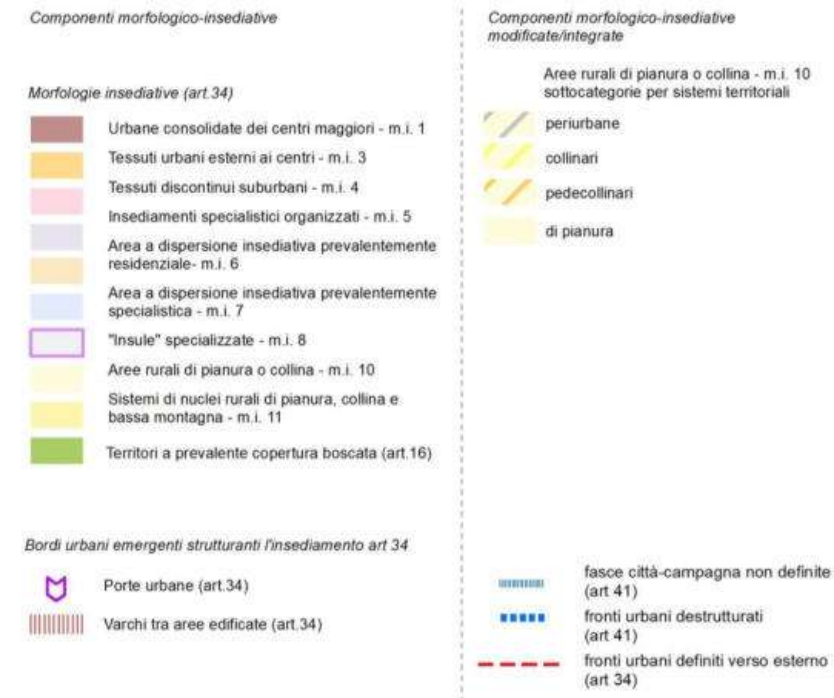 Componenti morfologico-insediative
Morfologie insediative (art.34)
Urbane consolidate dei centri maggiori - m.i. 1
Tessuti urbani esterni ai centri - m.i. 3
Tessuti discontinui suburbani - m.i. 4
Insediamenti specialistici organizzati - m.i. 5
Area a dispersione insediativa prevalentemente
residenziale- m.i. 6
Area a dispersione insediativa prevalentemente
specialistica - m.i. 7
"Insule" specializzate - m.i. 8
Aree rurali di pianura o collina - m.i. 10
Sistemi di nuclei rurali di pianura, collina e
bassa montagna - m.i. 11
Territori a prevalente copertura boscata (art.16)
Bordi urbani emergenti strutturanti l'insediamento art 34
Porte urbane (art.34)
Varchi tra aree edificate (art.34)
Componenti morfologico-insediative
modificate/integrate
Aree rurali di pianura o collina - m.i. 10
sottocategorie per sistemi territoriali
periurbane
collinari
pedecollinari
di pianura
fasce città-campagna non definite
(art 41)
fronti urbani destrutturati
(art 41)
fronti urbani definiti verso esterno
(art 34)